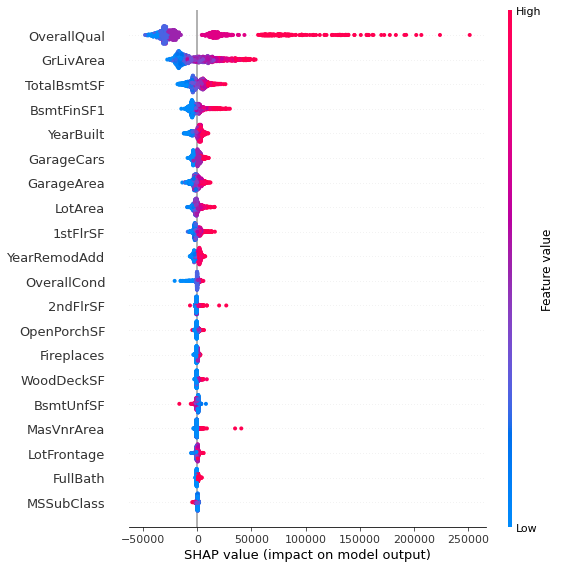 High
OverallQual
GrLivArea
TotalBsmtSF
BsmtFinSF1
YearBuilt
GarageCars
GarageArea
LotArea
1stFlrSF
YearRemodAdd
OverallCond
2ndFlrSF
OpenPorchSF
Fireplaces
WoodDeckSF
BsmtUnfSF
MasVnrArea
LotFrontage
FullBath
MSSubClass
Feature value
Low
−50000 0 50000 100000 150000 200000 250000
SHAP value (impact on model output)